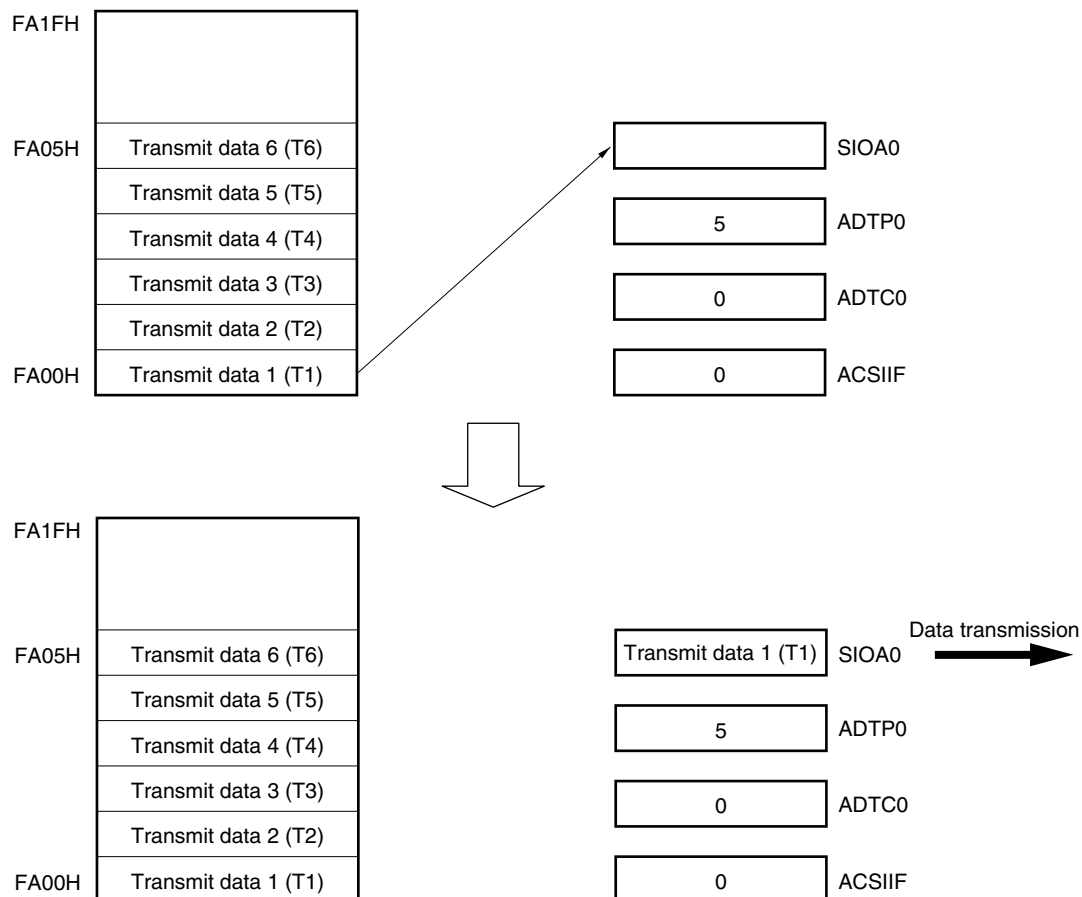 FA1FH
FA05H Transmit data 6 (T6) SIOA0
Transmit data 5 (T5)
5 ADTP0
Transmit data 4 (T4)
Transmit data 3 (T3)
0 ADTC0
Transmit data 2 (T2)
FA00H Transmit data 1 (T1) 0 ACSIIF
FA1FH
Data transmission
FA05H Transmit data 6 (T6) Transmit data 1 (T1) SIOA0
Transmit data 5 (T5)
5 ADTP0
Transmit data 4 (T4)
Transmit data 3 (T3)
0 ADTC0
Transmit data 2 (T2)
FA00H Transmit data 1 (T1) 0 ACSIIF